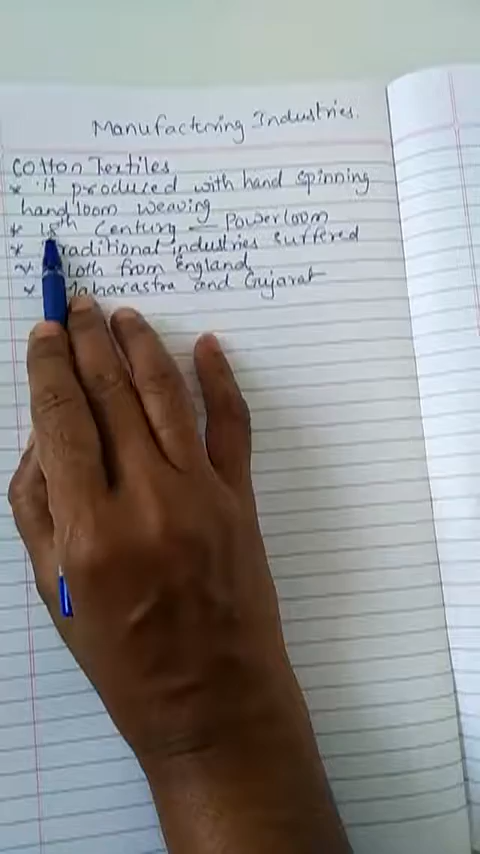 Manufacturing Industries.
Cotton Textiles
* it produced with hand spinning
handloom weaving
* 18th Century — Powerloom
* Traditional industries suffered
* Cloth from England
* Maharastra and Gujarat